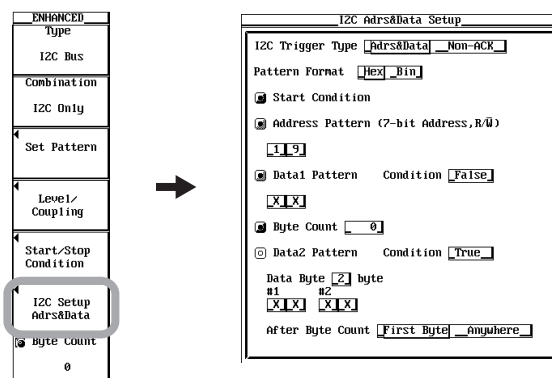 ENHANCED
Type
I2C Bus
Combination
I2C Only
Set Pattern
Level/
Coupling
Start/Stop
Condition
I2C Setup
Adrs&Data
Byte Count
0
I2C Adrs&Data Setup
I2C Trigger Type Adrs&Data Non-ACK
Pattern Format Hex Bin
Start Condition
Address Pattern (7-bit Address,R/W̅)
1 9
Data1 Pattern Condition False
X X
Byte Count 0
Data2 Pattern Condition True
Data Byte 2 byte
#1 #2
X X X X
After Byte Count First Byte Anywhere